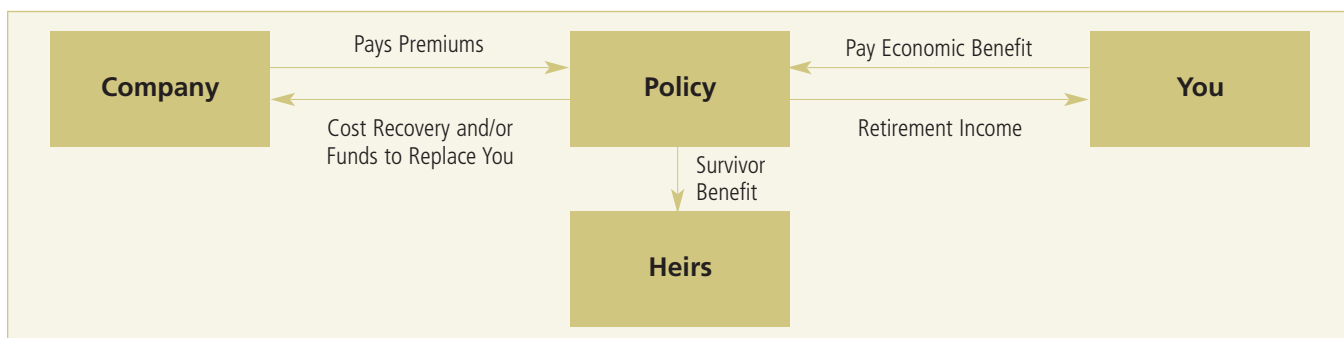 Pays Premiums
Pay Economic Benefit
Company
Policy
You
Cost Recovery and/or
Funds to Replace You
Retirement Income
Survivor
Benefit
Heirs